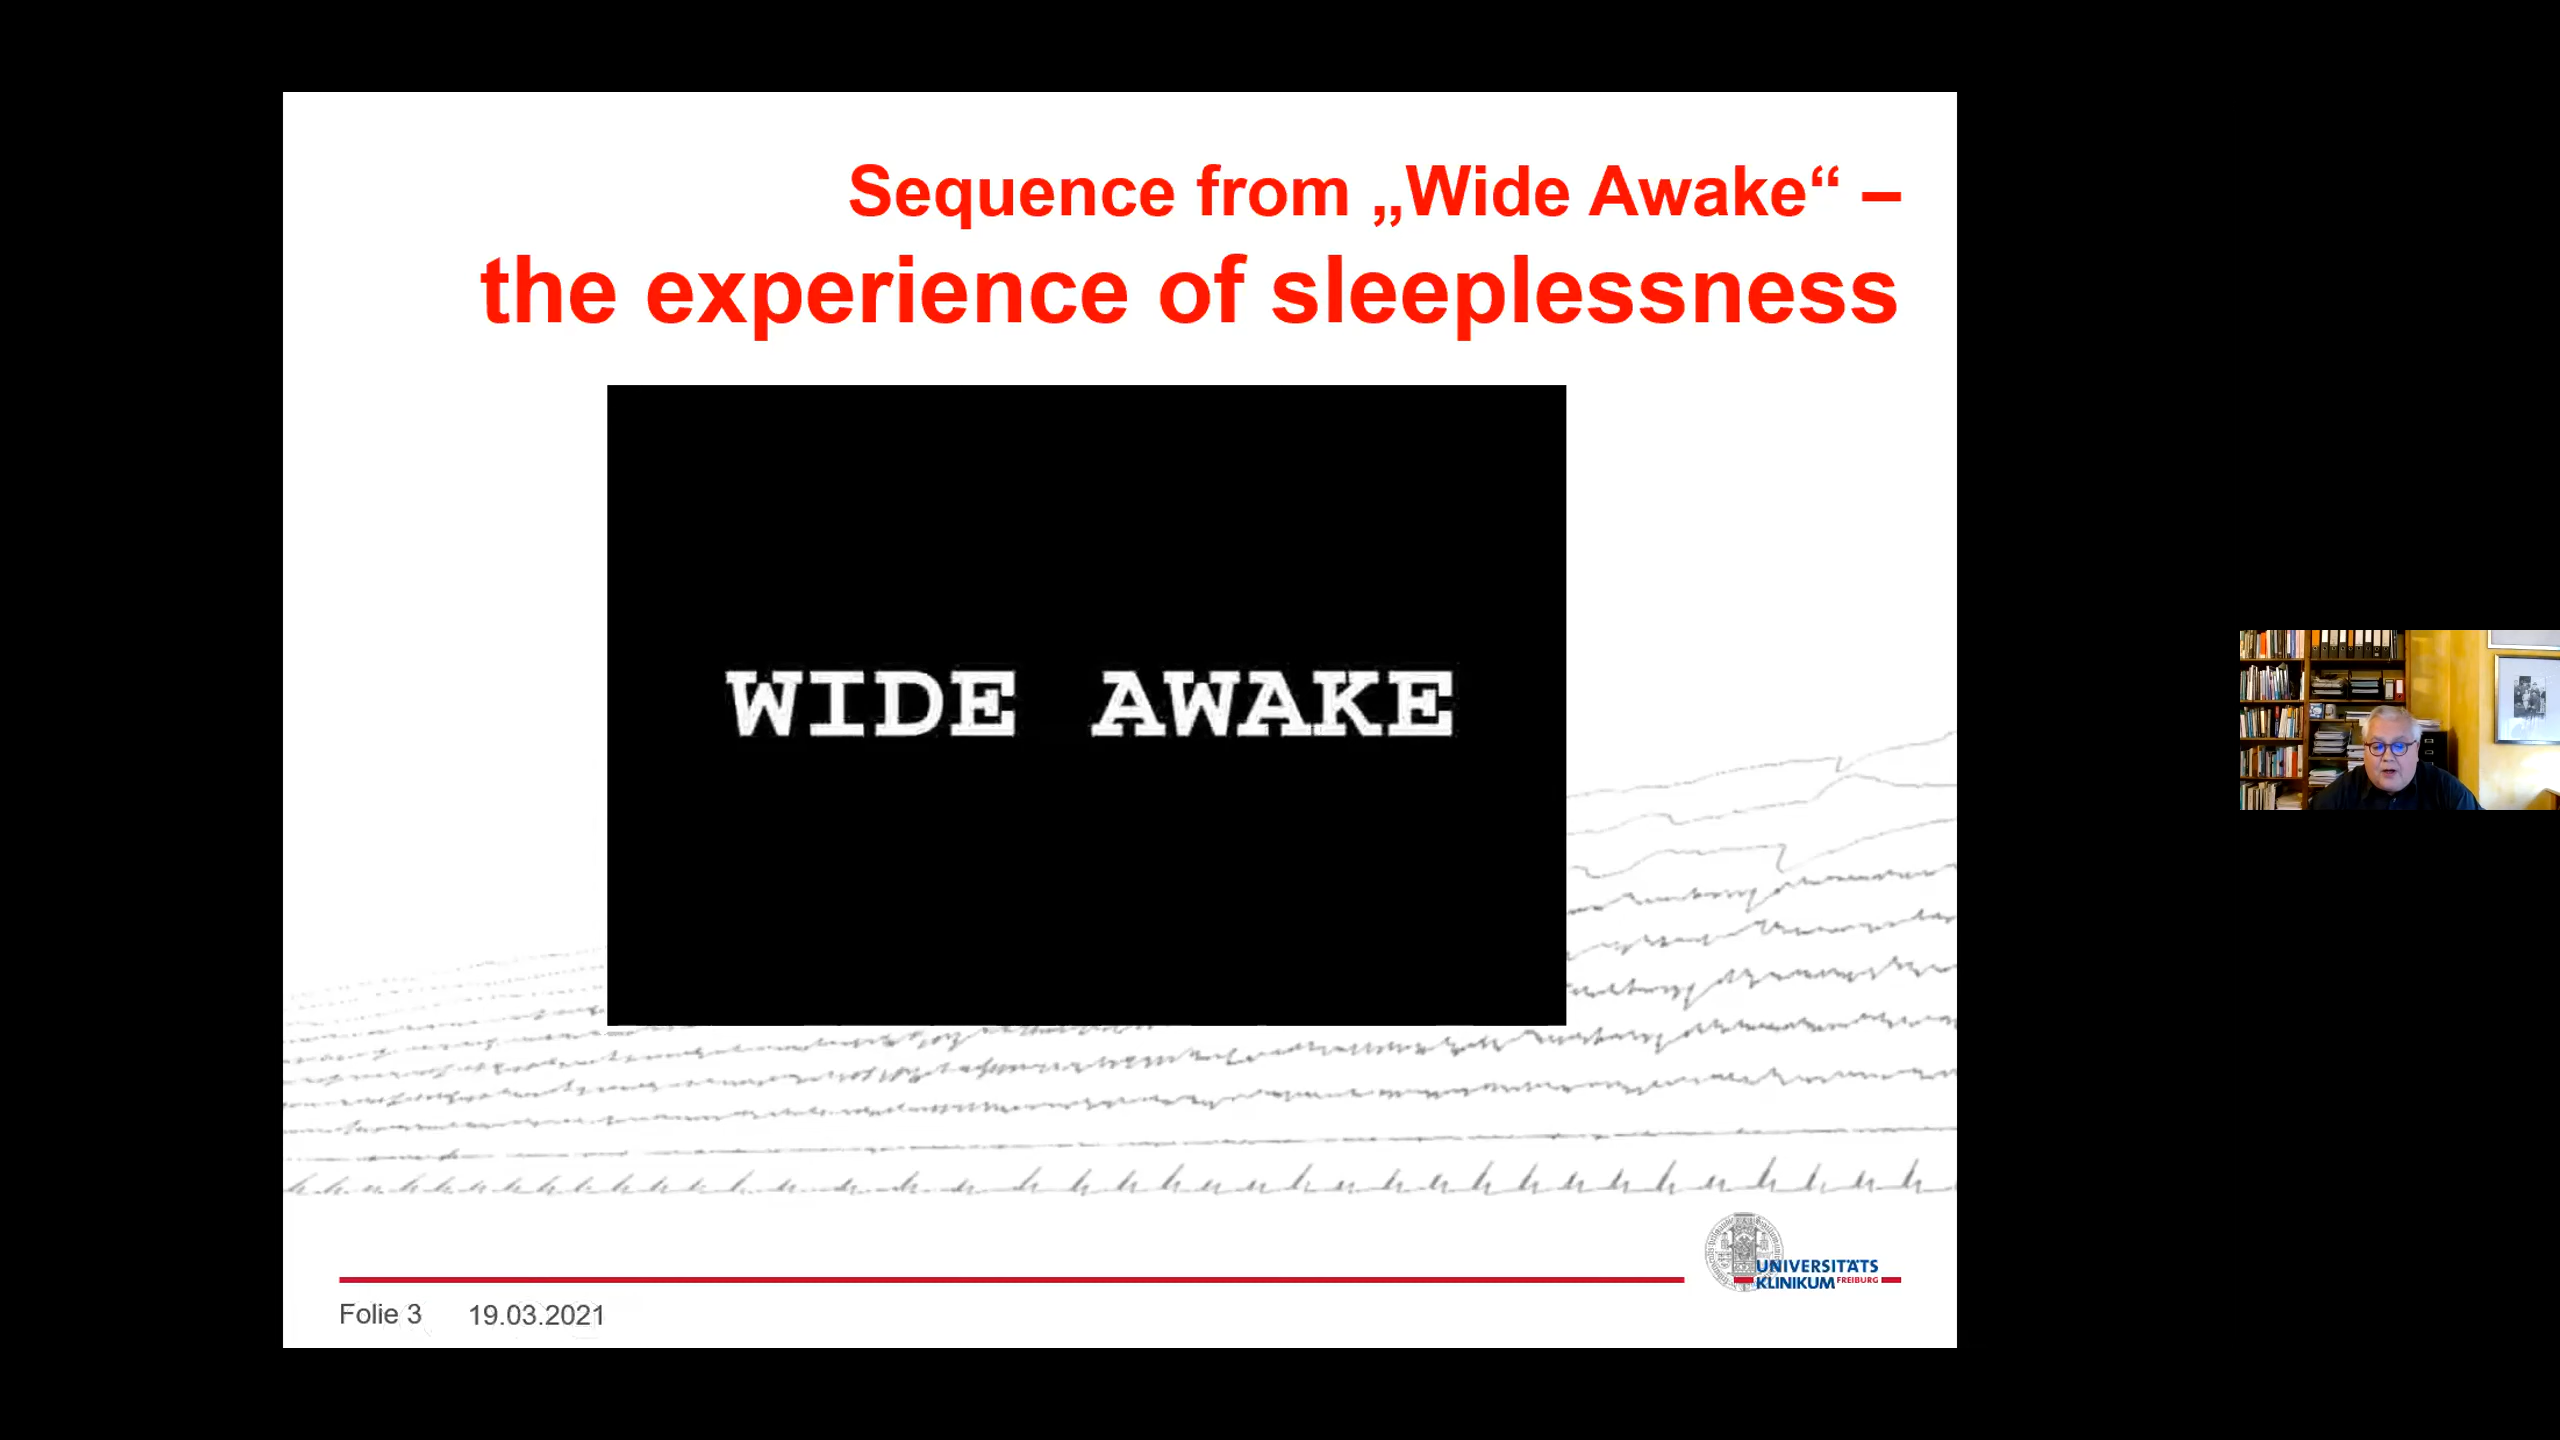 Sequence from „Wide Awake“ –
the experience of sleeplessness
WIDE AWAKE
UNIVERSITÄTS
KLINIKUM FREIBURG
Folie 3 19.03.2021